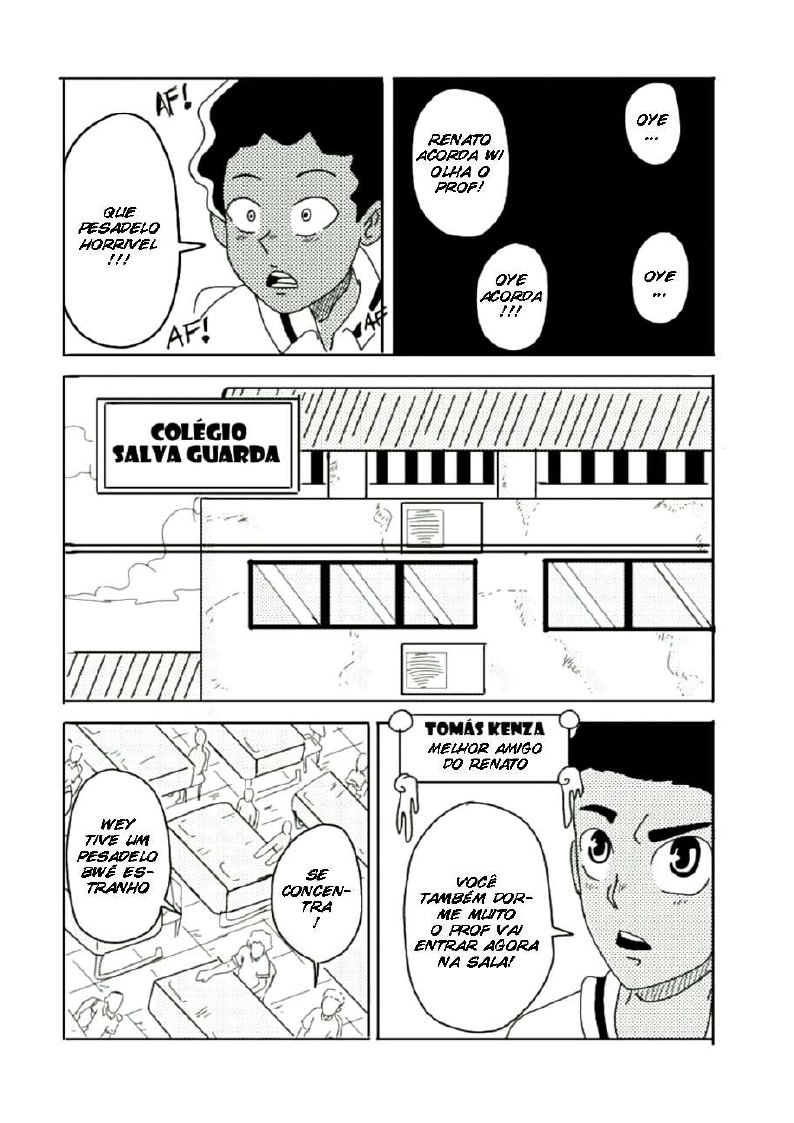 OYE
...
OYE
...
RENATO
ACORDA WI
OLHA O
PROF!
OYE
ACORDA
!!!
AF!
QUE
PESADELO
HORRIVEL
!!!
AF!
AF!
COLÉGIO
SALVA GUARDA
TOMÁS KENZA
MELHOR AMIGO
DO RENATO
VOCÊ
TAMBÉM DOR-
ME MUITO
O PROF VAI
ENTRAR AGORA
NA SALA!
WEY
TIVE UM
PESADELO
BWÉ ES-
TRANHO
SE
CONCEN-
TRA
!